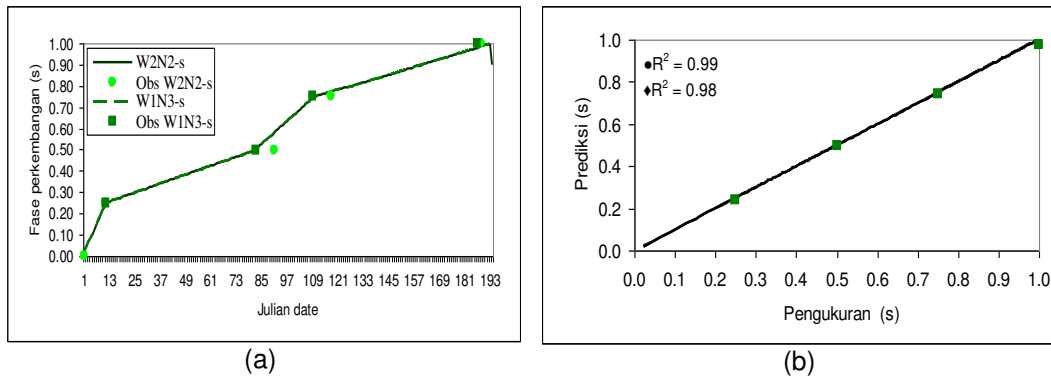 1.00
0.90
0.80
0.70
0.60
0.50
0.40
0.30
0.20
0.10
0.00
Fase perkembangan (s)
W2N2-s
Obs W2N2-s
W1N3-s
Obs W1N3-s
1 13 25 37 49 61 73 85 97 109 121 133 145 157 169 181 193
Julian date
(a)
1.0
0.8
0.6
0.4
0.2
0.0
Prediksi (s)
●R² = 0.99
♦R² = 0.98
0.0 0.1 0.2 0.3 0.4 0.5 0.6 0.7 0.8 0.9 1.0
Pengukuran (s)
(b)